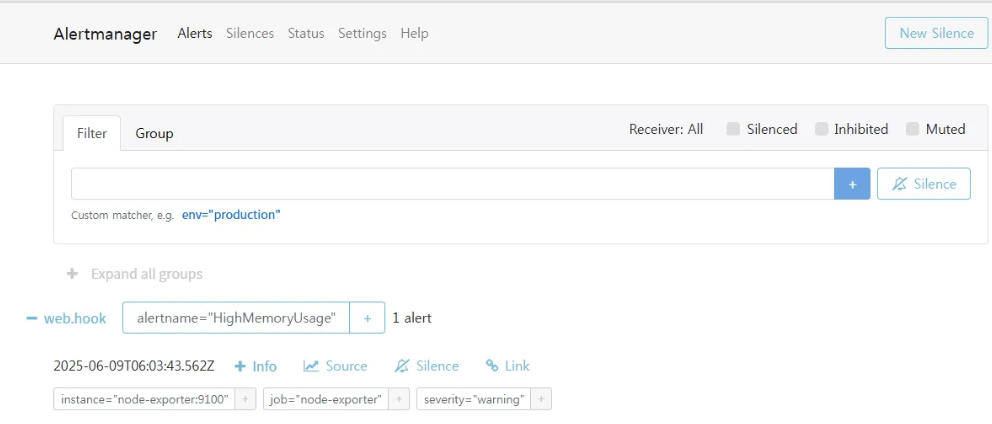 Alertmanager Alerts Silences Status Settings Help New Silence
Filter Group Receiver: All Silenced Inhibited Muted
+ Silence
Custom matcher, e.g. env="production"
+ Expand all groups
− web.hook alertname="HighMemoryUsage" + 1 alert
2025-06-09T06:03:43.562Z + Info Source Silence Link
instance="node-exporter:9100" + job="node-exporter" + severity="warning" +